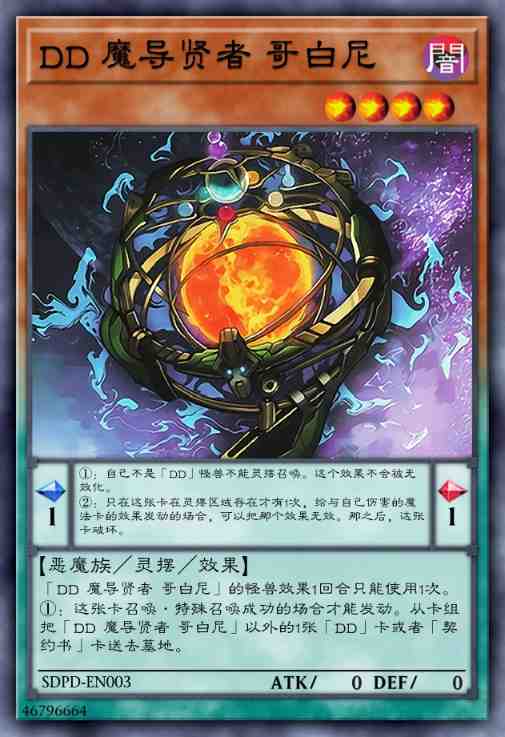 DD 魔导贤者 哥白尼
闇
①：自己不是「DD」怪兽不能灵摆召唤。这个效果不会被无
效化。
②：只在这张卡在灵摆区域存在才有1次，给与自己伤害的魔
法卡的效果发动的场合，可以把那个效果无效。那之后，这张
卡破坏。
1
1
【恶魔族／灵摆／效果】
「DD 魔导贤者 哥白尼」的怪兽效果1回合只能使用1次。
①：这张卡召唤·特殊召唤成功的场合才能发动。从卡组
把「DD 魔导贤者 哥白尼」以外的1张「DD」卡或者「契
约书」卡送去墓地。
SDPD-EN003
ATK/ 0 DEF/ 0
46796664